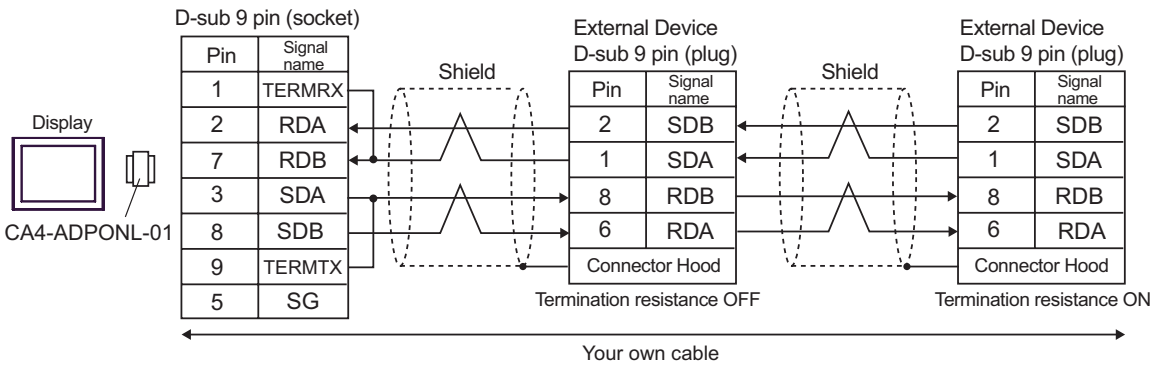 D-sub 9 pin (socket)
Pin Signal name
1 TERMRX
2 RDA
7 RDB
3 SDA
8 SDB
9 TERMTX
5 SG
Display
CA4-ADPONL-01
Shield
External Device
D-sub 9 pin (plug)
Pin Signal name
2 SDB
1 SDA
8 RDB
6 RDA
Connector Hood
Termination resistance OFF
Shield
External Device
D-sub 9 pin (plug)
Pin Signal name
2 SDB
1 SDA
8 RDB
6 RDA
Connector Hood
Termination resistance ON
Your own cable